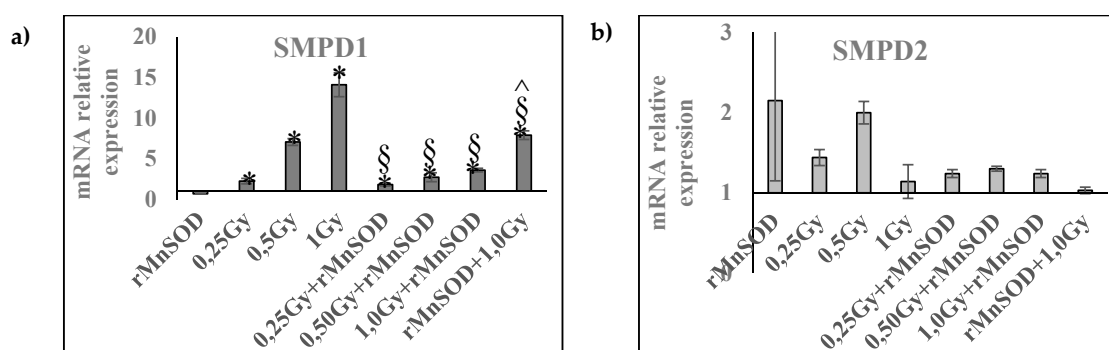 a)
SMPD1
mRNA relative
expression
20
15
10
5
0
*
*
*
§
*
§
*
§
*
^
§
*
rMnSOD
0,25Gy
0,5Gy
1Gy
0,25Gy+rMnSOD
0,50Gy+rMnSOD
1,0Gy+rMnSOD
rMnSOD+1,0Gy
b)
SMPD2
mRNA relative
expression
3
2
1
0
rMnSOD
0,25Gy
0,5Gy
1Gy
0,25Gy+rMnSOD
0,50Gy+rMnSOD
1,0Gy+rMnSOD
rMnSOD+1,0Gy